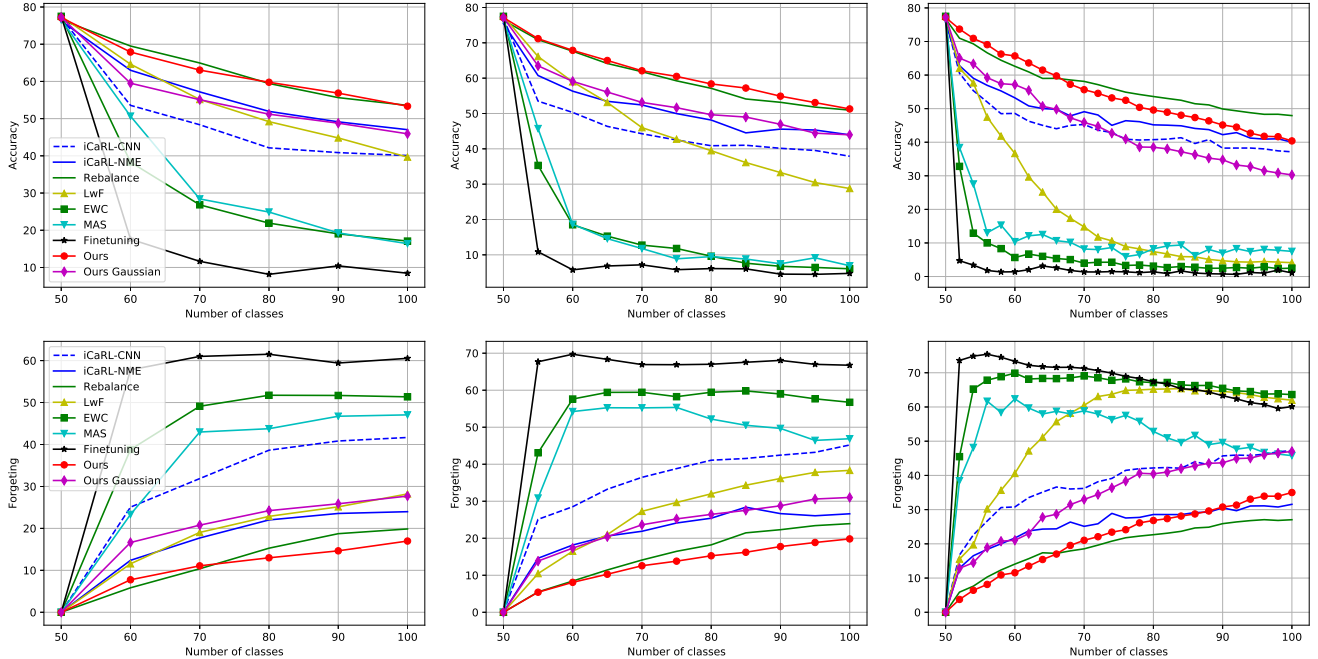 80
70
60
50
40
30
20
10
Accuracy
iCaRL-CNN
iCaRL-NME
Rebalance
LwF
EWC
MAS
Finetuning
Ours
Ours Gaussian
50 60 70 80 90 100
Number of classes
80
70
60
50
40
30
20
10
Accuracy
50 60 70 80 90 100
Number of classes
80
70
60
50
40
30
20
10
0
Accuracy
50 60 70 80 90 100
Number of classes
60
50
40
30
20
10
0
Forgeting
iCaRL-CNN
iCaRL-NME
Rebalance
LwF
EWC
MAS
Finetuning
Ours
Ours Gaussian
50 60 70 80 90 100
Number of classes
70
60
50
40
30
20
10
0
Forgeting
50 60 70 80 90 100
Number of classes
70
60
50
40
30
20
10
0
Forgeting
50 60 70 80 90 100
Number of classes